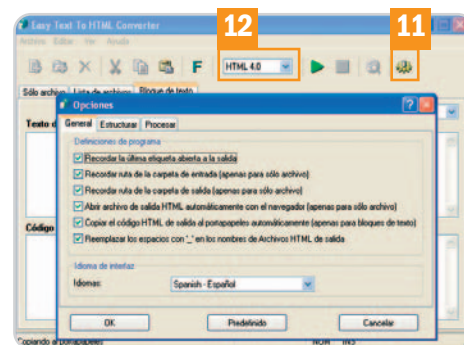 Easy Text To HTML Converter
12
11
Archivo Editar Ver Ayuda
F
HTML 4.0
Sólo archivo Lista de archivos Bloque de texto
Texto d
Opciones
General Estructurar Procesar
Definiciones de programa
Recordar la última etiqueta abierta a la salida
Recordar ruta de la carpeta de entrada (apenas para sólo archivo)
Recordar ruta de la carpeta de salida (apenas para sólo archivo)
Abrir archivo de salida HTML automáticamente con el navegador (apenas para sólo archivo)
Copiar el código HTML de salida al portapapeles automáticamente (apenas para bloques de texto)
Reemplazar los espacios con '_' en los nombres de Archivos HTML de salida
Código
Idioma de interfaz
Idiomas: Spanish - Español
OK Predefinido Cancelar
Copiando al portapapeles NUM INS